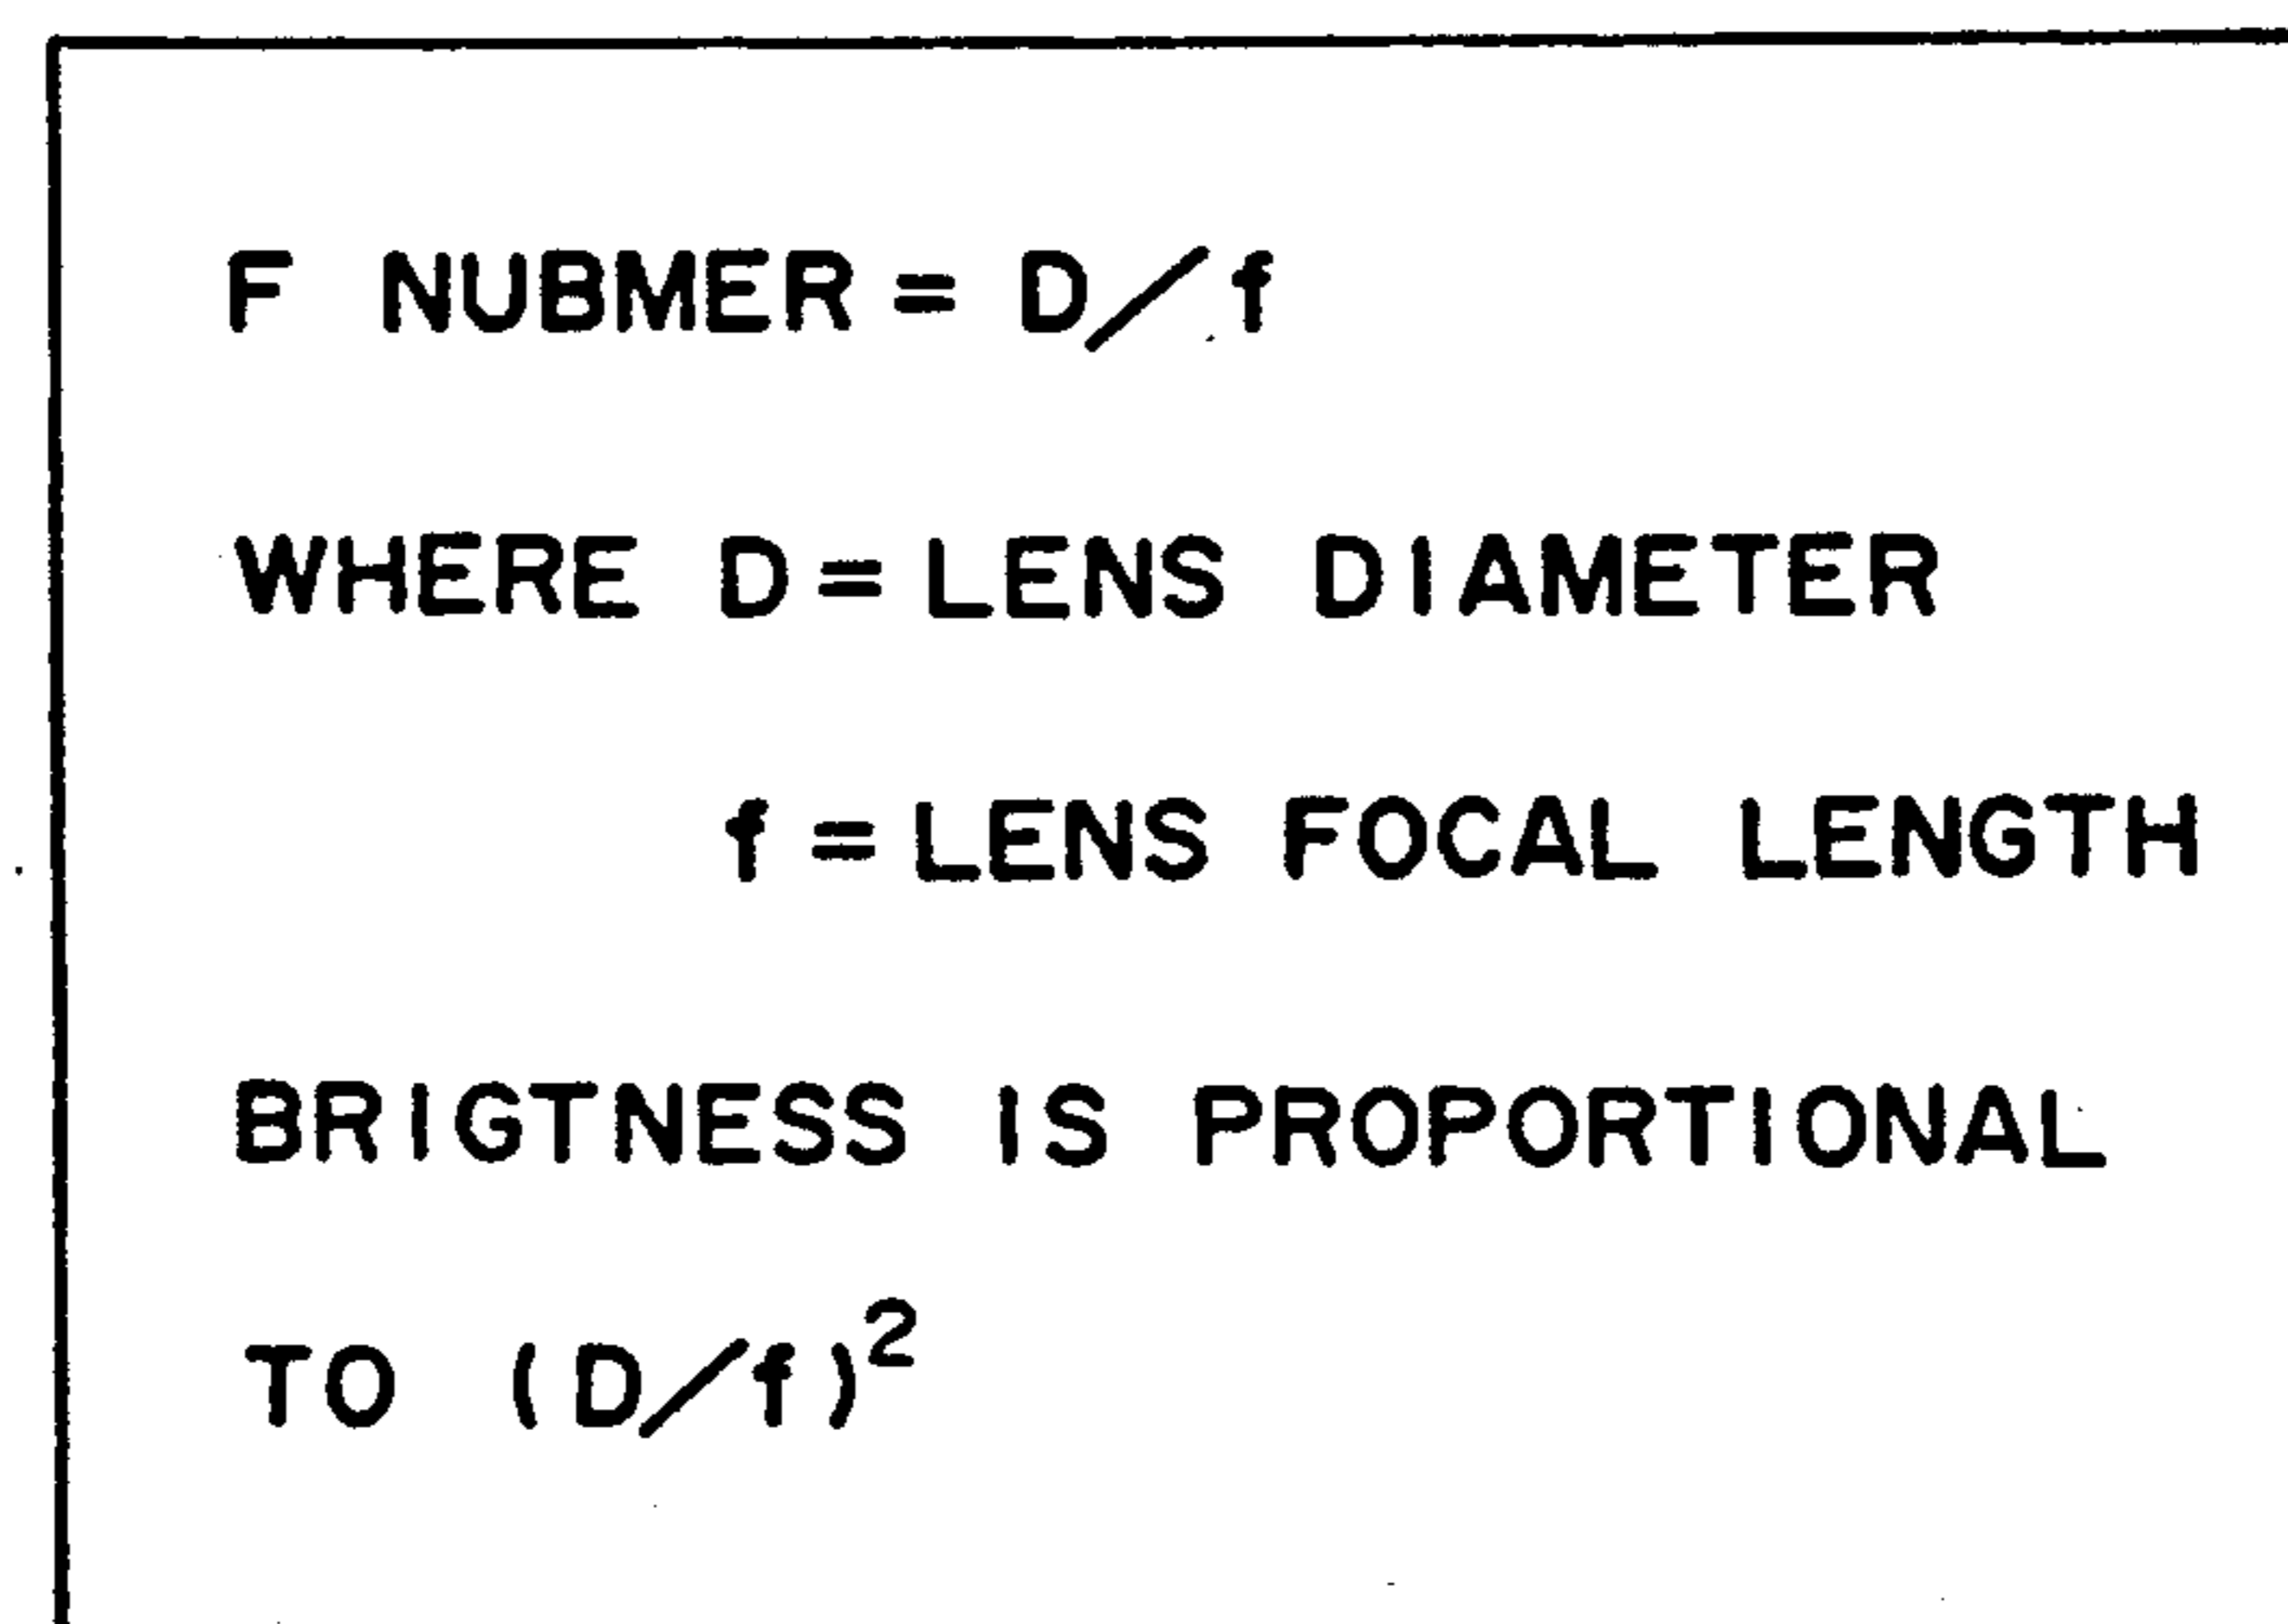 F NUBMER = D/f
WHERE D = LENS DIAMETER
f = LENS FOCAL LENGTH
BRIGTNESS IS PROPORTIONAL
TO (D/f)²